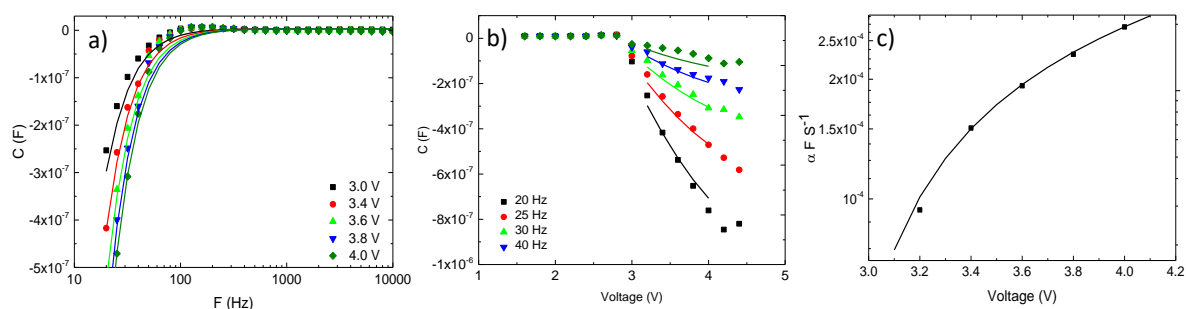 a)
C (F)
0
-1x10⁻⁷
-2x10⁻⁷
-3x10⁻⁷
-4x10⁻⁷
-5x10⁻⁷
3.0 V
3.4 V
3.6 V
3.8 V
4.0 V
10 100 1000 10000
F (Hz)
b)
C (F)
0
-2x10⁻⁷
-4x10⁻⁷
-6x10⁻⁷
-8x10⁻⁷
-1x10⁻⁶
20 Hz
25 Hz
30 Hz
40 Hz
1 2 3 4 5
Voltage (V)
c)
α F S⁻¹
2.5x10⁻⁴
2x10⁻⁴
1.5x10⁻⁴
10⁻⁴
3.0 3.2 3.4 3.6 3.8 4.0 4.2
Voltage (V)